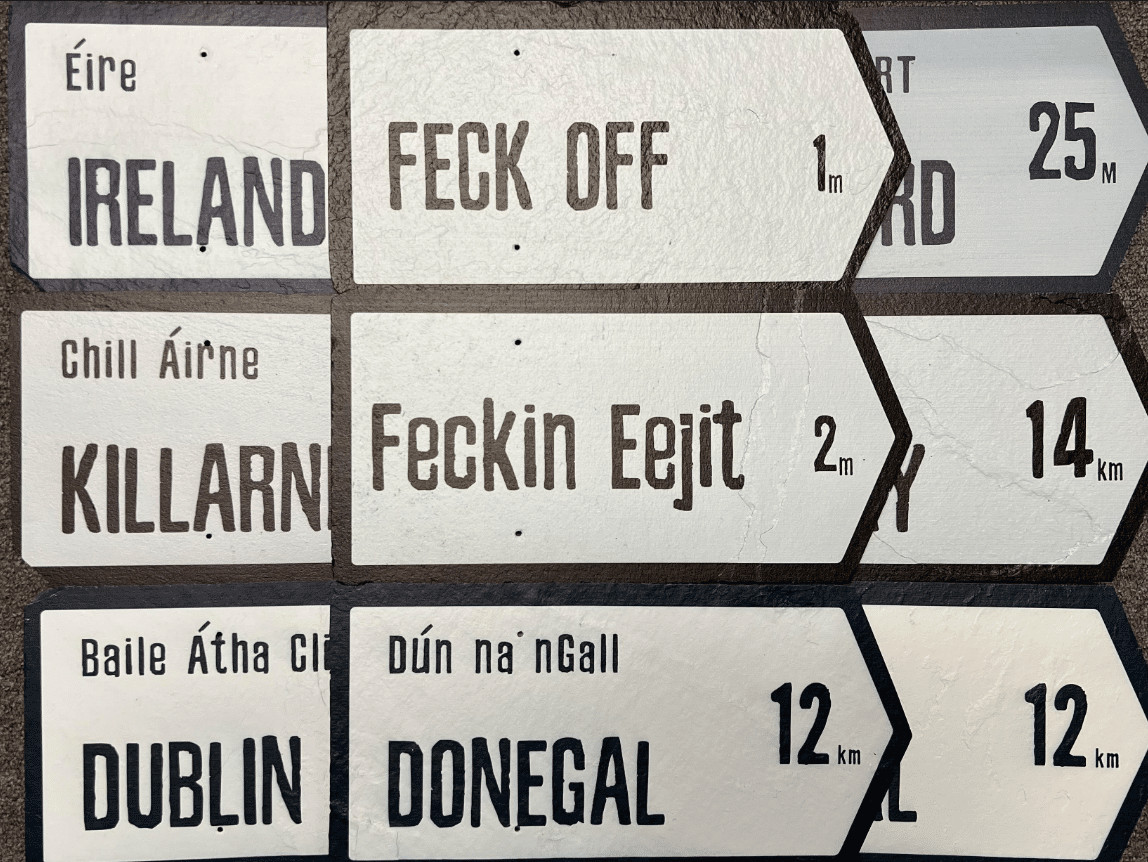 Éire
IRELAND
FECK OFF
1m
RT
RD
25M
Chill Áirne
KILLARN
Feckin Eejit
2m
Y
14km
Baile Átha Cli
DUBLIN
Dún na nGall
DONEGAL
12km
L
12km